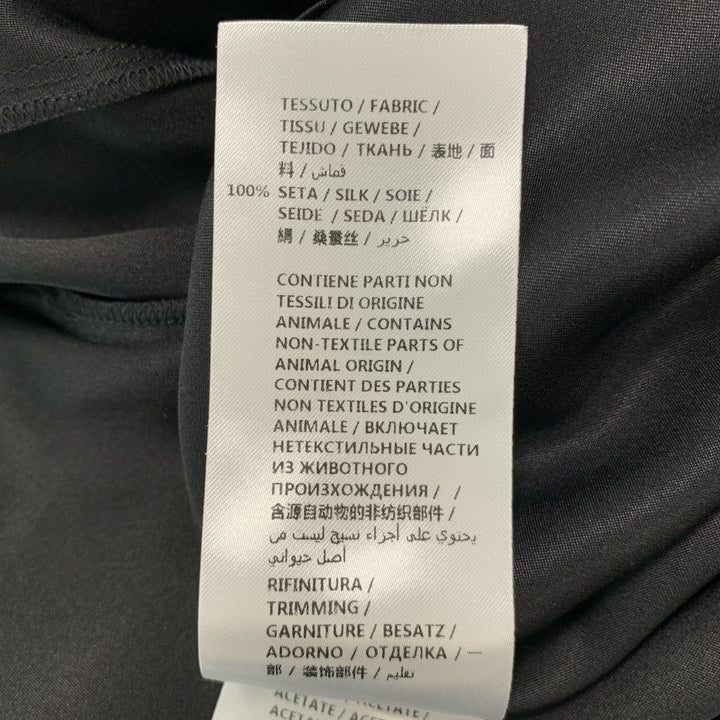 TESSUTO / FABRIC /
TISSU / GEWEBE /
TEJIDO / ТКАНЬ / 表地 / 面
料 / قماش
100% SETA / SILK / SOIE /
SEIDE / SEDA / ШЁЛК /
絹 / 桑蚕丝 / حرير
CONTIENE PARTI NON
TESSILI DI ORIGINE
ANIMALE / CONTAINS
NON-TEXTILE PARTS OF
ANIMAL ORIGIN /
CONTIENT DES PARTIES
NON TEXTILES D'ORIGINE
ANIMALE / ВКЛЮЧАЕТ
НЕТЕКСТИЛЬНЫЕ ЧАСТИ
ИЗ ЖИВОТНОГО
ПРОИЗХОЖДЕНИЯ / /
含源自动物的非纺织部件 /
يحتوي على أجزاء نسيج ليست من
أصل حيواني
RIFINITURA /
TRIMMING /
GARNITURE / BESATZ /
ADORNO / ОТДЕЛКА / 一
部 / 装饰部件 / تقليم
ACETATE / ACETATE /
ACETATE /